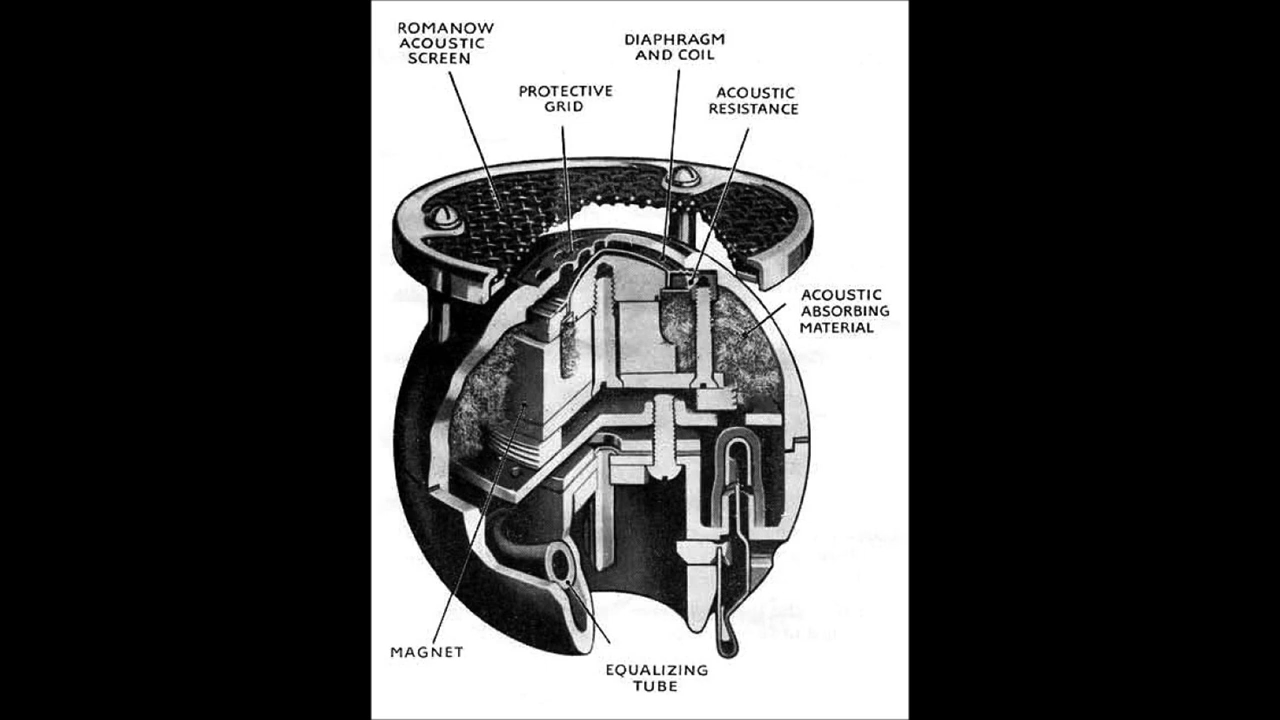 ROMANOW
ACOUSTIC
SCREEN
DIAPHRAGM
AND COIL
PROTECTIVE
GRID
ACOUSTIC
RESISTANCE
ACOUSTIC
ABSORBING
MATERIAL
MAGNET
EQUALIZING
TUBE